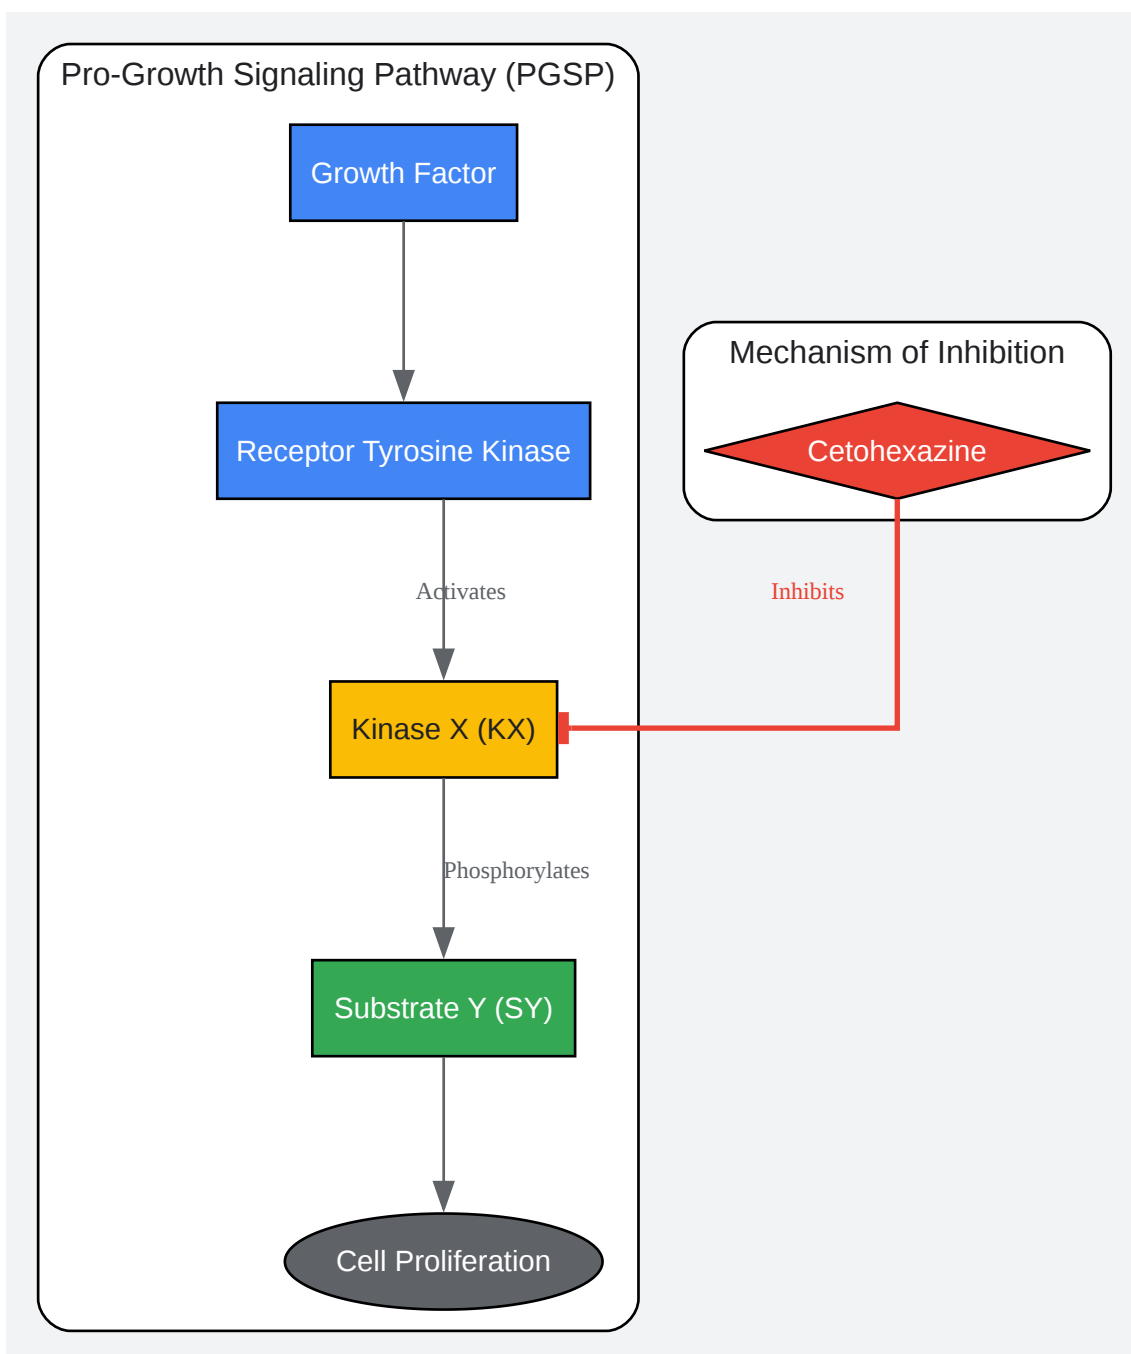 Pro-Growth Signaling Pathway (PGSP)
Growth Factor
Mechanism of Inhibition
Receptor Tyrosine Kinase
Cetohexazine
Activates
Inhibits
Kinase X (KX)
Phosphorylates
Substrate Y (SY)
Cell Proliferation